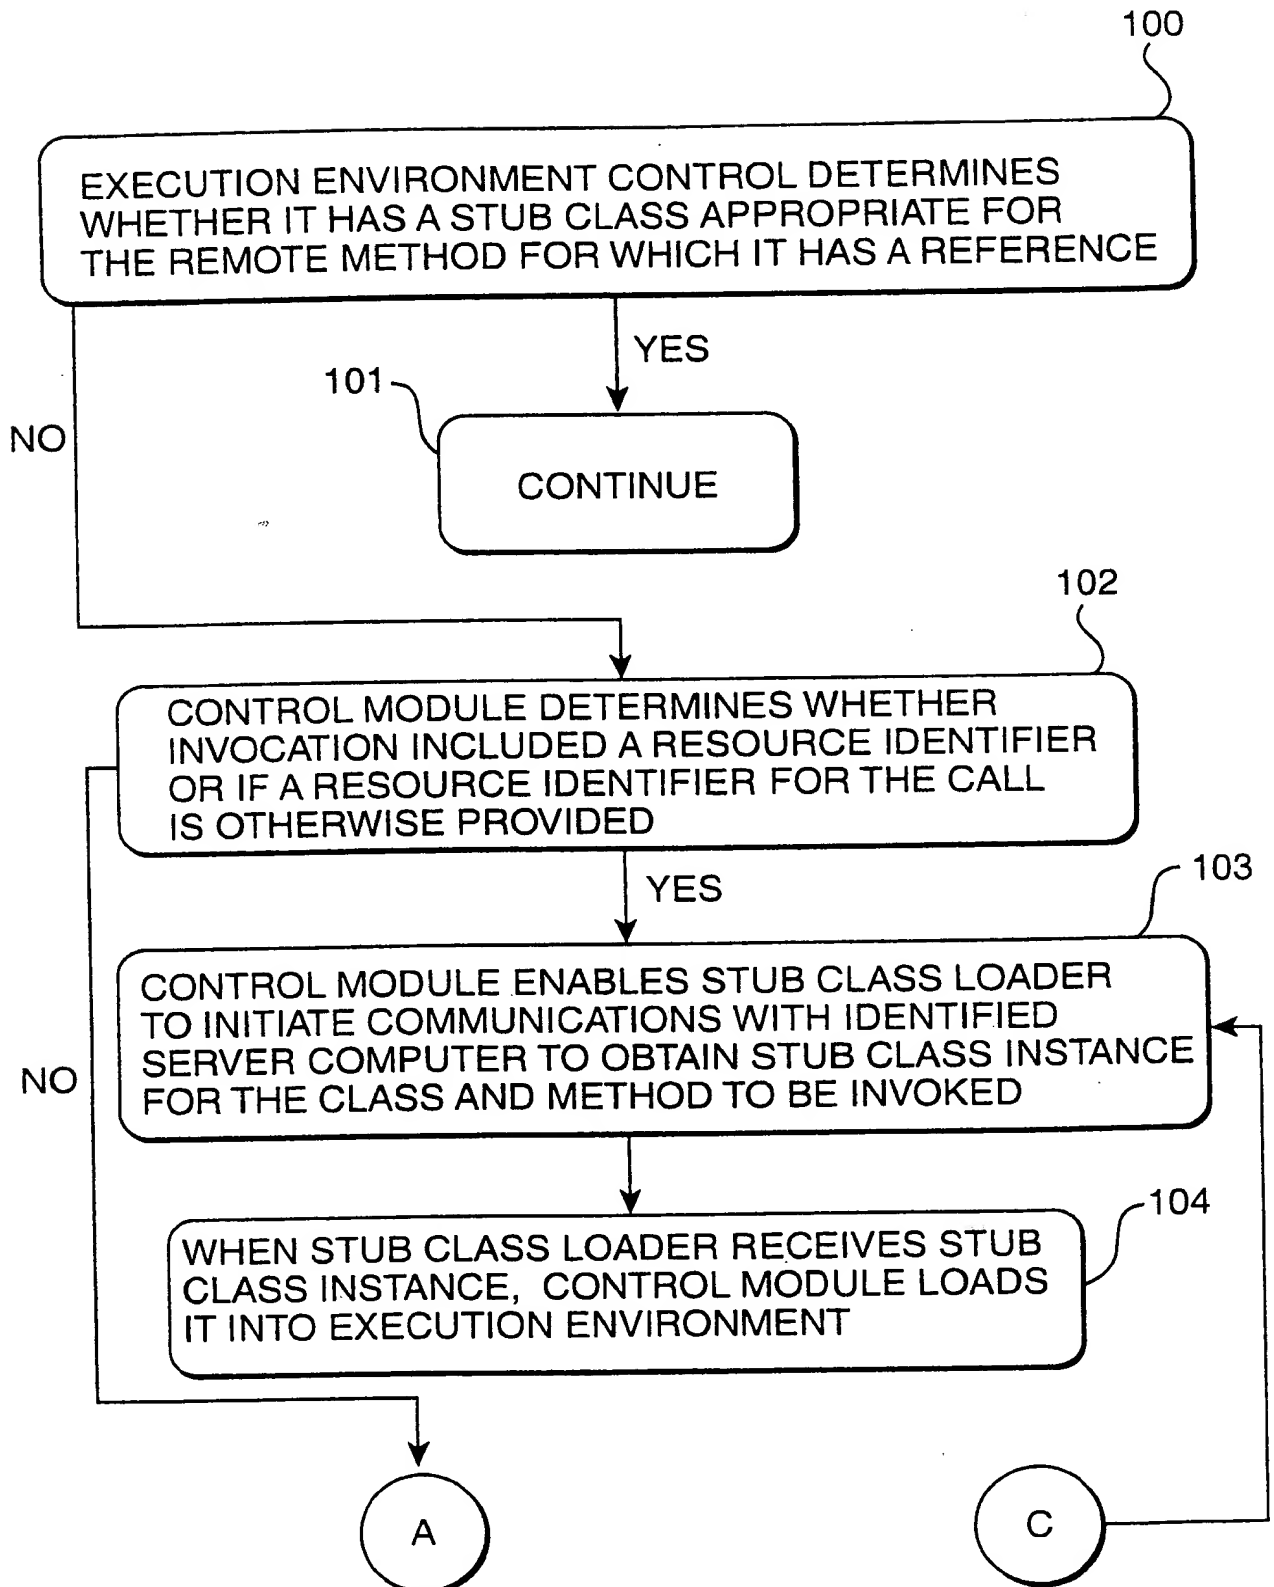 100
EXECUTION ENVIRONMENT CONTROL DETERMINES
WHETHER IT HAS A STUB CLASS APPROPRIATE FOR
THE REMOTE METHOD FOR WHICH IT HAS A REFERENCE
YES
101
NO
CONTINUE
102
CONTROL MODULE DETERMINES WHETHER
INVOCATION INCLUDED A RESOURCE IDENTIFIER
OR IF A RESOURCE IDENTIFIER FOR THE CALL
IS OTHERWISE PROVIDED
YES
103
CONTROL MODULE ENABLES STUB CLASS LOADER
TO INITIATE COMMUNICATIONS WITH IDENTIFIED
SERVER COMPUTER TO OBTAIN STUB CLASS INSTANCE
FOR THE CLASS AND METHOD TO BE INVOKED
NO
104
WHEN STUB CLASS LOADER RECEIVES STUB
CLASS INSTANCE, CONTROL MODULE LOADS
IT INTO EXECUTION ENVIRONMENT
A
C